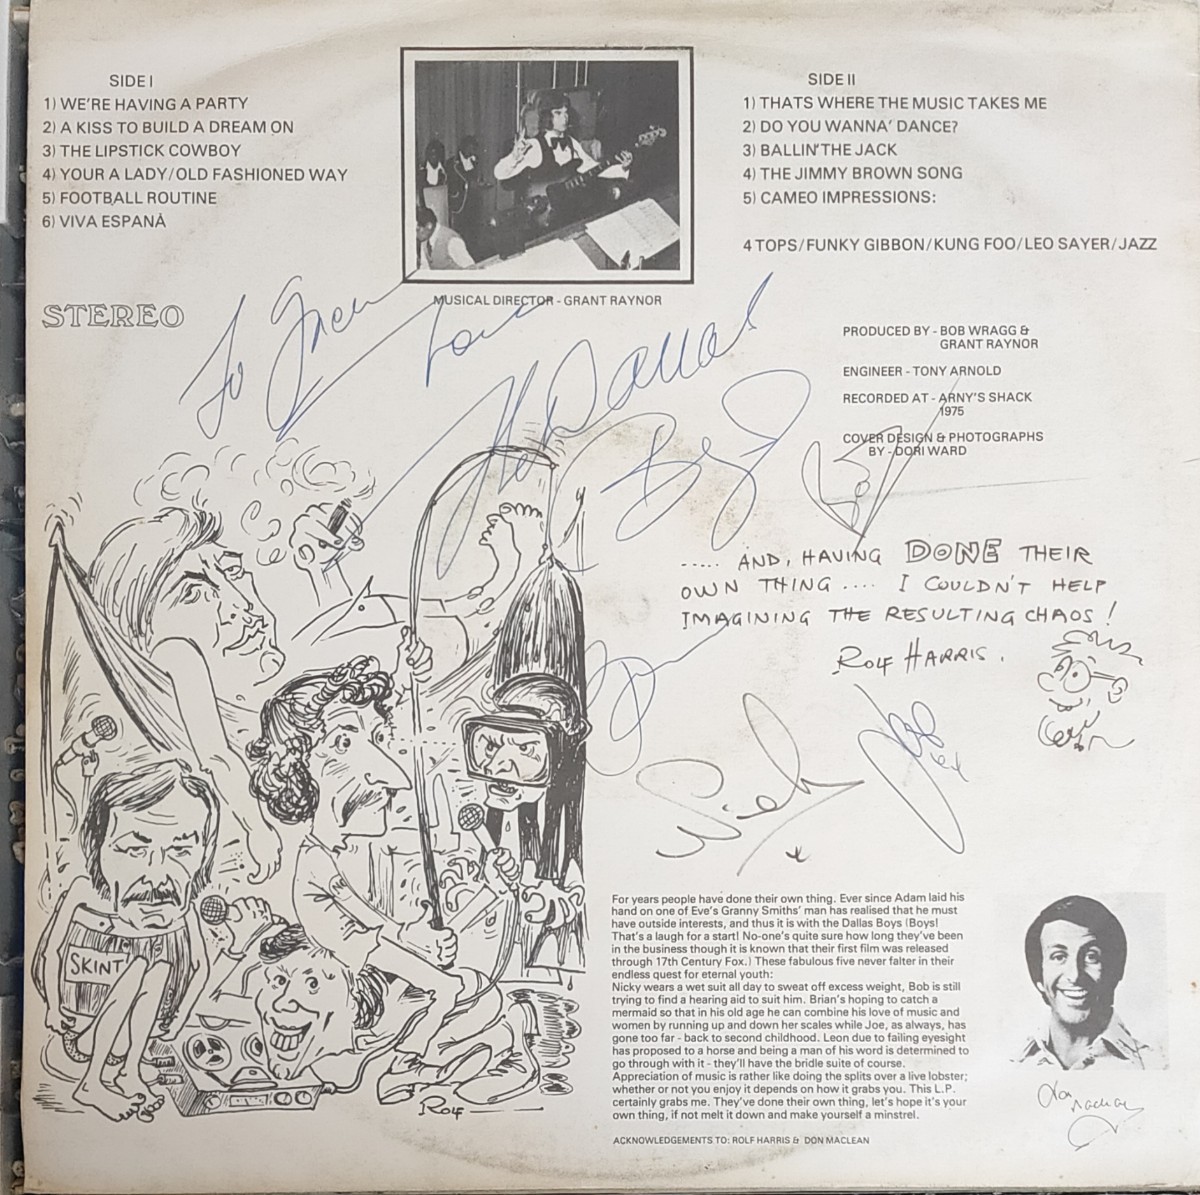 SIDE I
1) WE'RE HAVING A PARTY
2) A KISS TO BUILD A DREAM ON
3) THE LIPSTICK COWBOY
4) YOUR A LADY/OLD FASHIONED WAY
5) FOOTBALL ROUTINE
6) VIVA ESPANÀ
STEREO
MUSICAL DIRECTOR - GRANT RAYNOR
SIDE II
1) THATS WHERE THE MUSIC TAKES ME
2) DO YOU WANNA' DANCE?
3) BALLIN'THE JACK
4) THE JIMMY BROWN SONG
5) CAMEO IMPRESSIONS:
4 TOPS/FUNKY GIBBON/KUNG FOO/LEO SAYER/JAZZ
PRODUCED BY - BOB WRAGG &
GRANT RAYNOR
ENGINEER - TONY ARNOLD
RECORDED AT - ARNY'S SHACK
1975
COVER DESIGN & PHOTOGRAPHS
BY - DORI WARD
To
Love
The Dallas
Boys
Bob
..... AND, HAVING DONE THEIR
OWN THING .... I COULDN'T HELP
IMAGINING THE RESULTING CHAOS!
ROLF HARRIS.
Nicky
x
Joe
SKINT
ROLF
For years people have done their own thing. Ever since Adam laid his
hand on one of Eve's Granny Smiths' man has realised that he must
have outside interests, and thus it is with the Dallas Boys (Boys!
That's a laugh for a start! No-one's quite sure how long they've been
in the business though it is known that their first film was released
through 17th Century Fox.) These fabulous five never falter in their
endless quest for eternal youth:
Nicky wears a wet suit all day to sweat off excess weight, Bob is still
trying to find a hearing aid to suit him. Brian's hoping to catch a
mermaid so that in his old age he can combine his love of music and
women by running up and down her scales while Joe, as always, has
gone too far - back to second childhood. Leon due to failing eyesight
has proposed to a horse and being a man of his word is determined to
go through with it - they'll have the bridle suite of course.
Appreciation of music is rather like doing the splits over a live lobster;
whether or not you enjoy it depends on how it grabs you. This L.P.
certainly grabs me. They've done their own thing, let's hope it's your
own thing, if not melt it down and make yourself a minstrel.
ACKNOWLEDGEMENTS TO: ROLF HARRIS & DON MACLEAN
Don Maclean